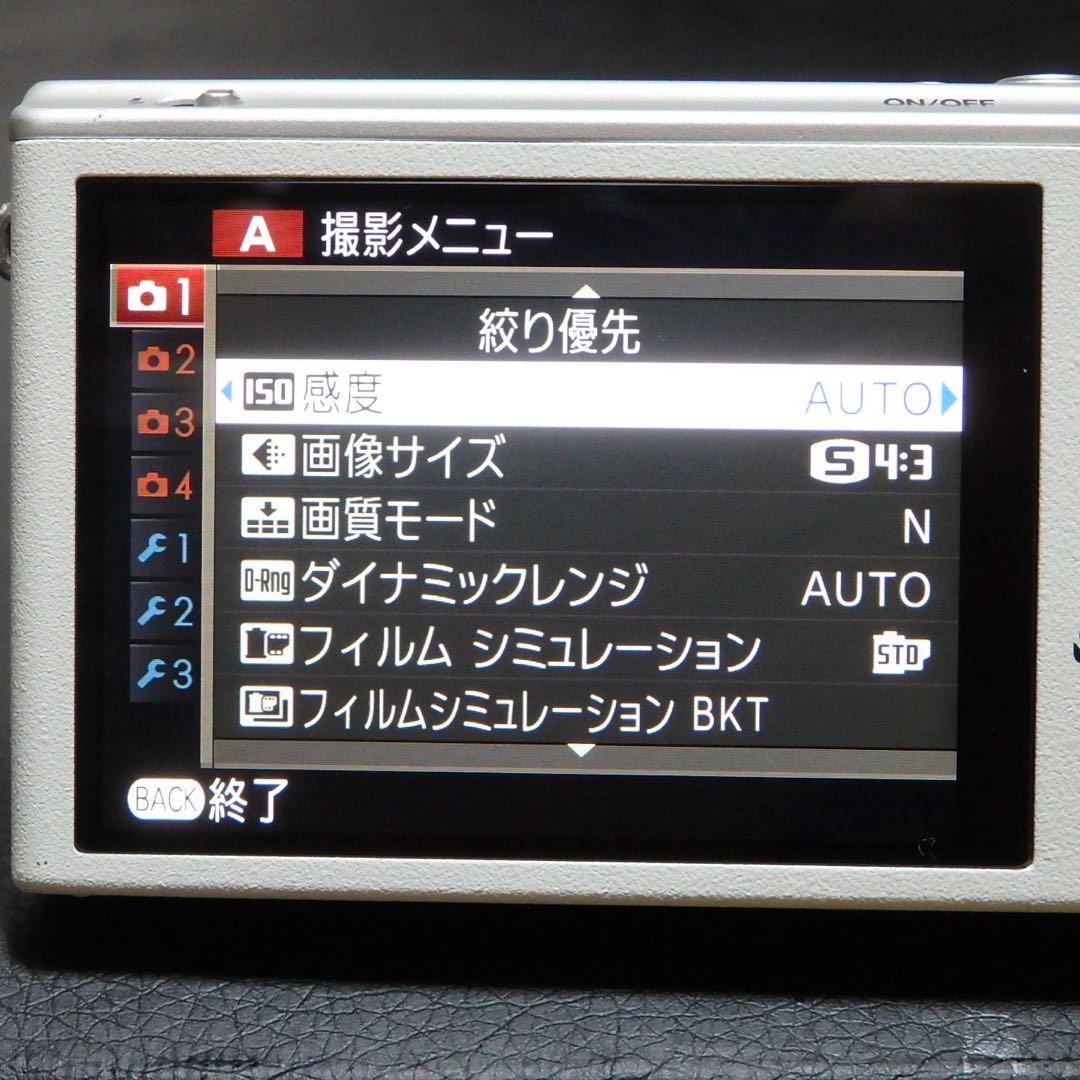 ON/OFF
A 撮影メニュー
1 絞り優先
ISO 感度 AUTO
2
画像サイズ S 4:3
3
画質モード N
4
D-Rng ダイナミックレンジ AUTO
1
フィルム シミュレーション STD
2
フィルムシミュレーション BKT
3
BACK 終了